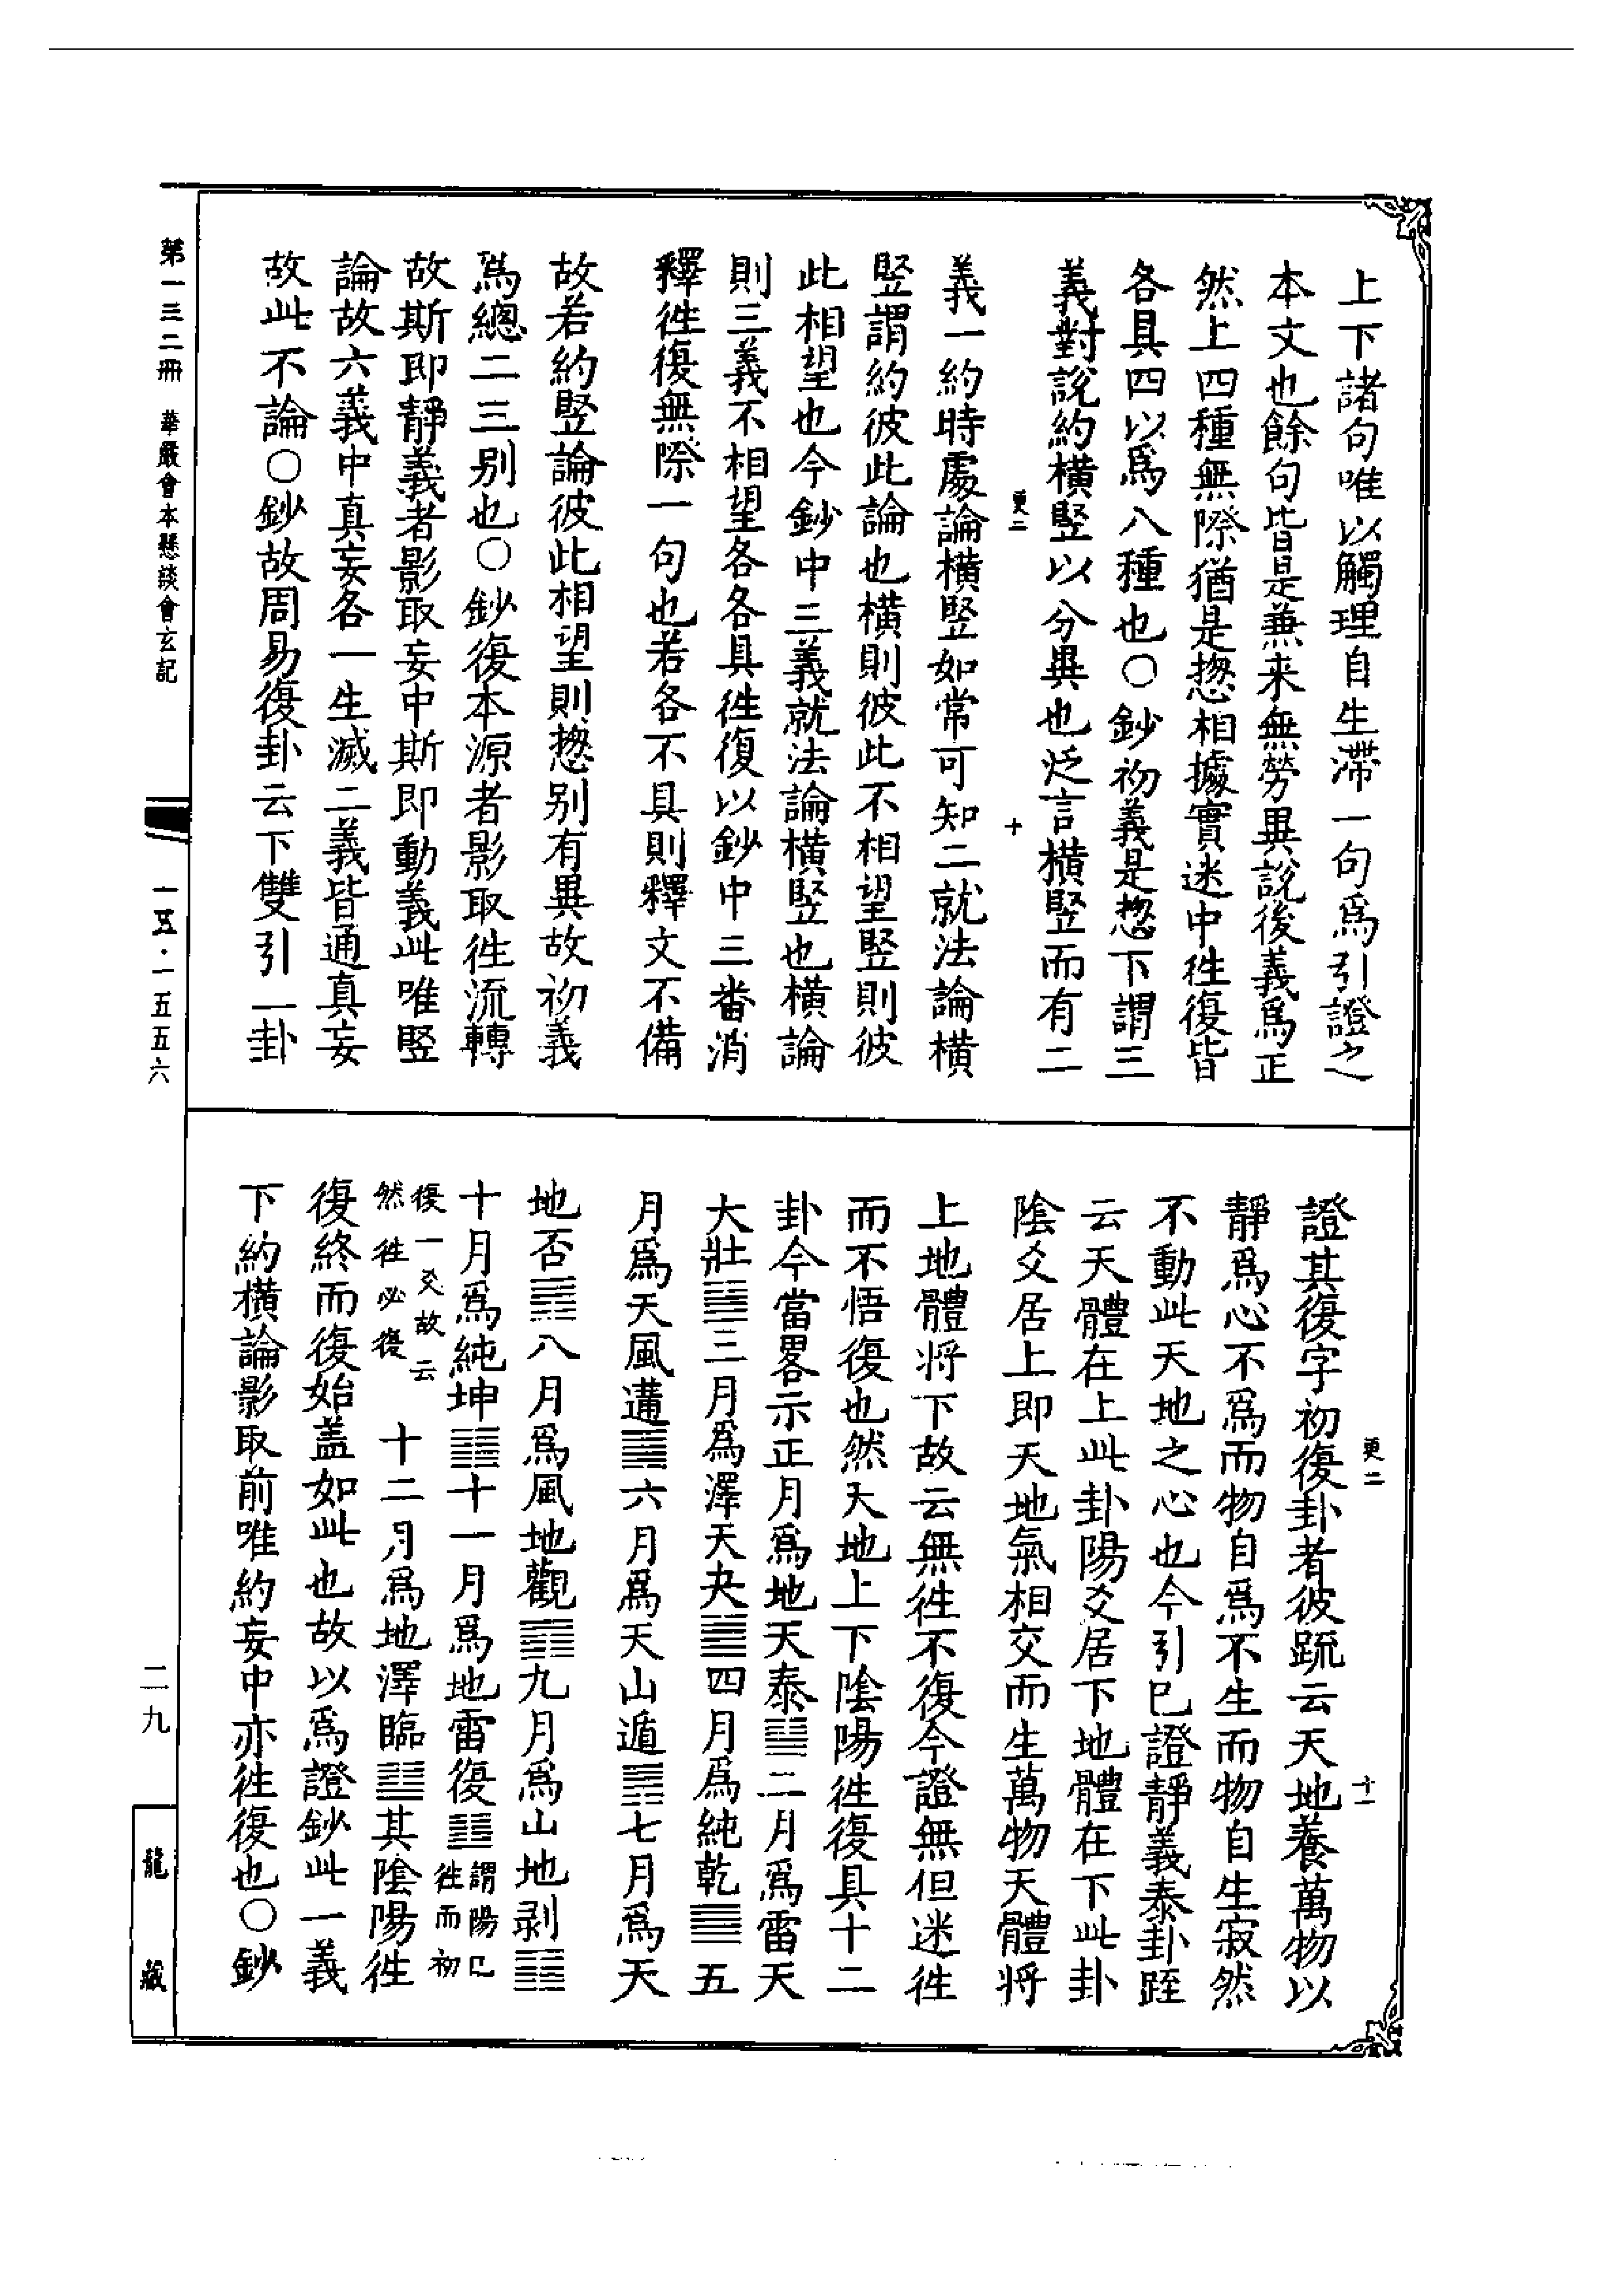 上下諸句唯以觸理自生滯一句爲引證之
本文也餘句皆是兼来無勞異說後義爲正
然上四種無際猶是揔相據實迷中徃復皆
各具四以爲八種也〇鈔初義是揔下謂三
義對說約橫竪以分異也泛言橫竪而有二
更二
十
義一約時處論橫竪如常可知二就法論橫
竪謂約彼此論也橫則彼此不相望竪則彼
此相望也今鈔中三義就法論橫竪也橫論
則三義不相望各各具徃復以鈔中三番消
釋徃復無際一句也若各不具則釋文不備
故若約竪論彼此相望則揔别有異故初義
爲總二三别也〇鈔復本源者影取徃流轉
故斯即靜義者影取妄中斯即動義此唯竪
論故六義中真妄各一生滅二義皆通真妄
故此不論〇鈔故周易復卦云下雙引一卦
更二
十一
證其復字初復卦者彼䟽云天地養萬物以
靜爲心不爲而物自爲不生而物自生寂然
不動此天地之心也今引巳證靜義泰卦䟽
云天體在上此卦陽爻居下地體在下此卦
陰爻居上即天地氣相交而生萬物天體將
上地體將下故云無徃不復今證無但迷徃
而不悟復也然天地上下陰陽徃復具十二
卦今當畧示正月爲地天泰䷊二月爲雷天
大壯䷡三月爲澤天夬䷪四月爲純乾䷀五
月爲天風遘䷫六月爲天山遁䷠七月爲天
地否䷋八月爲風地觀䷓九月爲山地剥䷖
十月爲純坤䷁十一月爲地雷復䷗謂陽已徃而初
復一爻故云然徃必復 十二月爲地澤臨䷒其陰陽徃
復終而復始盖如此也故以爲證鈔此一義
下約橫論影取前唯約妄中亦徃復也〇鈔
第一三二冊 華嚴會本懸談會玄記
一五·一五五六
二九
龍藏